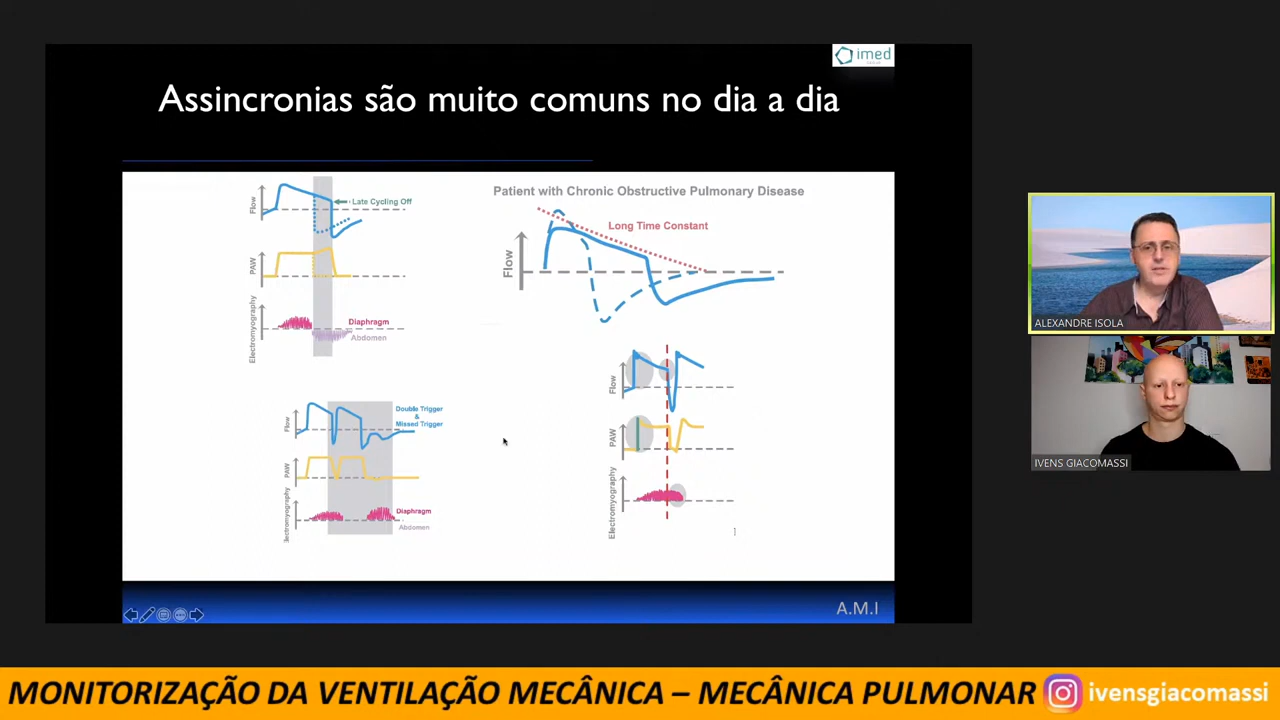 imed
Assincronias são muito comuns no dia a dia
Flow
Late Cycling Off
PAW
Electromyography
Diaphragm
Abdomen
Patient with Chronic Obstructive Pulmonary Disease
Long Time Constant
Flow
Flow
Double Trigger
&
Missed Trigger
PAW
Electromyography
Diaphragm
Abdomen
Flow
PAW
Electromyography
A.M.I
ALEXANDRE ISOLA
IVENS GIACOMASSI
MONITORIZAÇÃO DA VENTILAÇÃO MECÂNICA – MECÂNICA PULMONAR
ivensgiacomassi